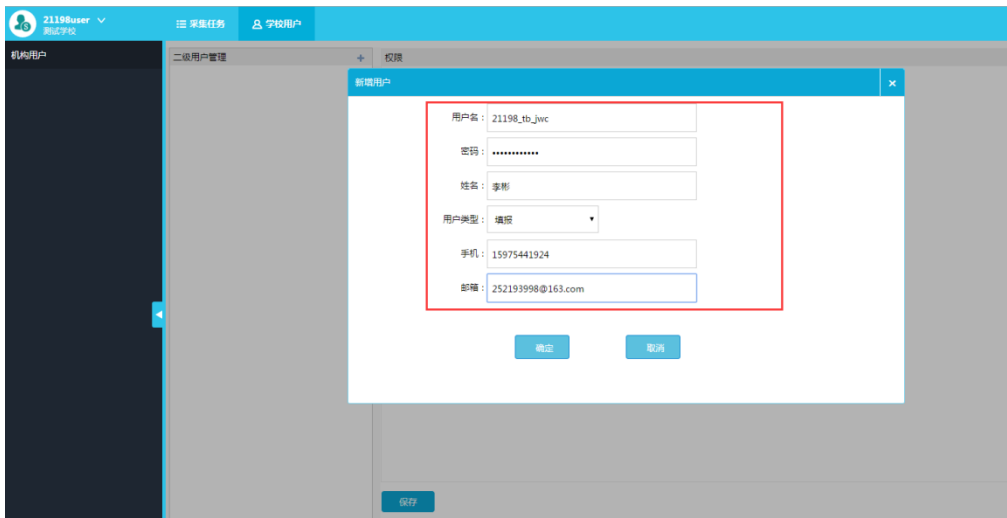 21198user
测试学校
采集任务
学校用户
机构用户
二级用户管理 +
权限
新增用户 ×
用户名： 21198_tb_jwc
密码： ••••••••••••
姓名： 李彬
用户类型： 填报
手机： 15975441924
邮箱： 252193998@163.com
确定
取消
保存